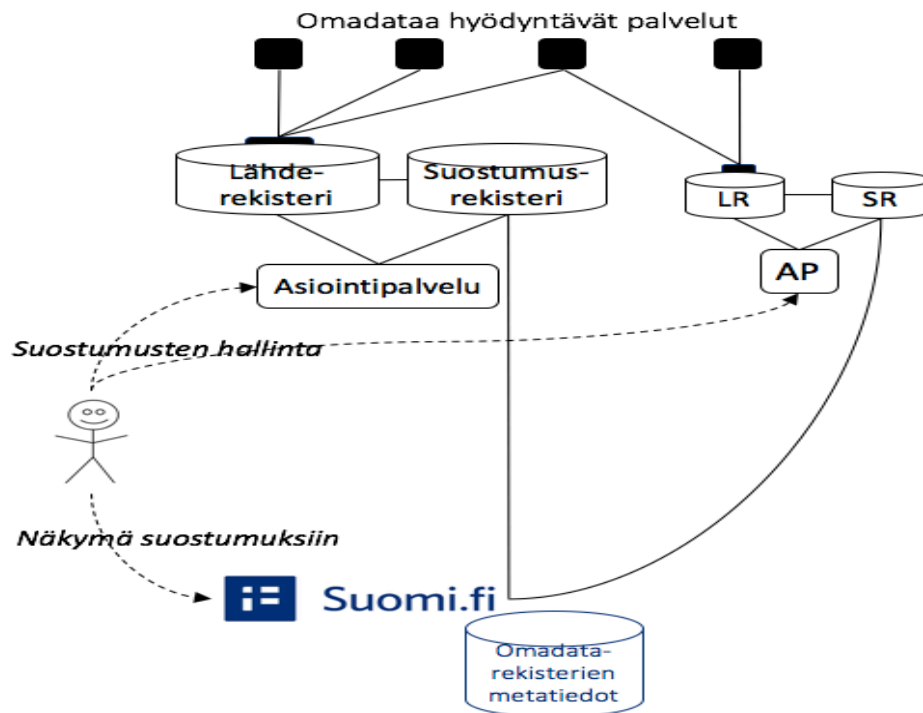 Omadataa hyödyntävät palvelut
Lähde-
rekisteri
Suostumus-
rekisteri
LR
SR
Asiointipalvelu
AP
Suostumusten hallinta
Näkymä suostumuksiin
Suomi.fi
Omadata-
rekisterien
metatiedot